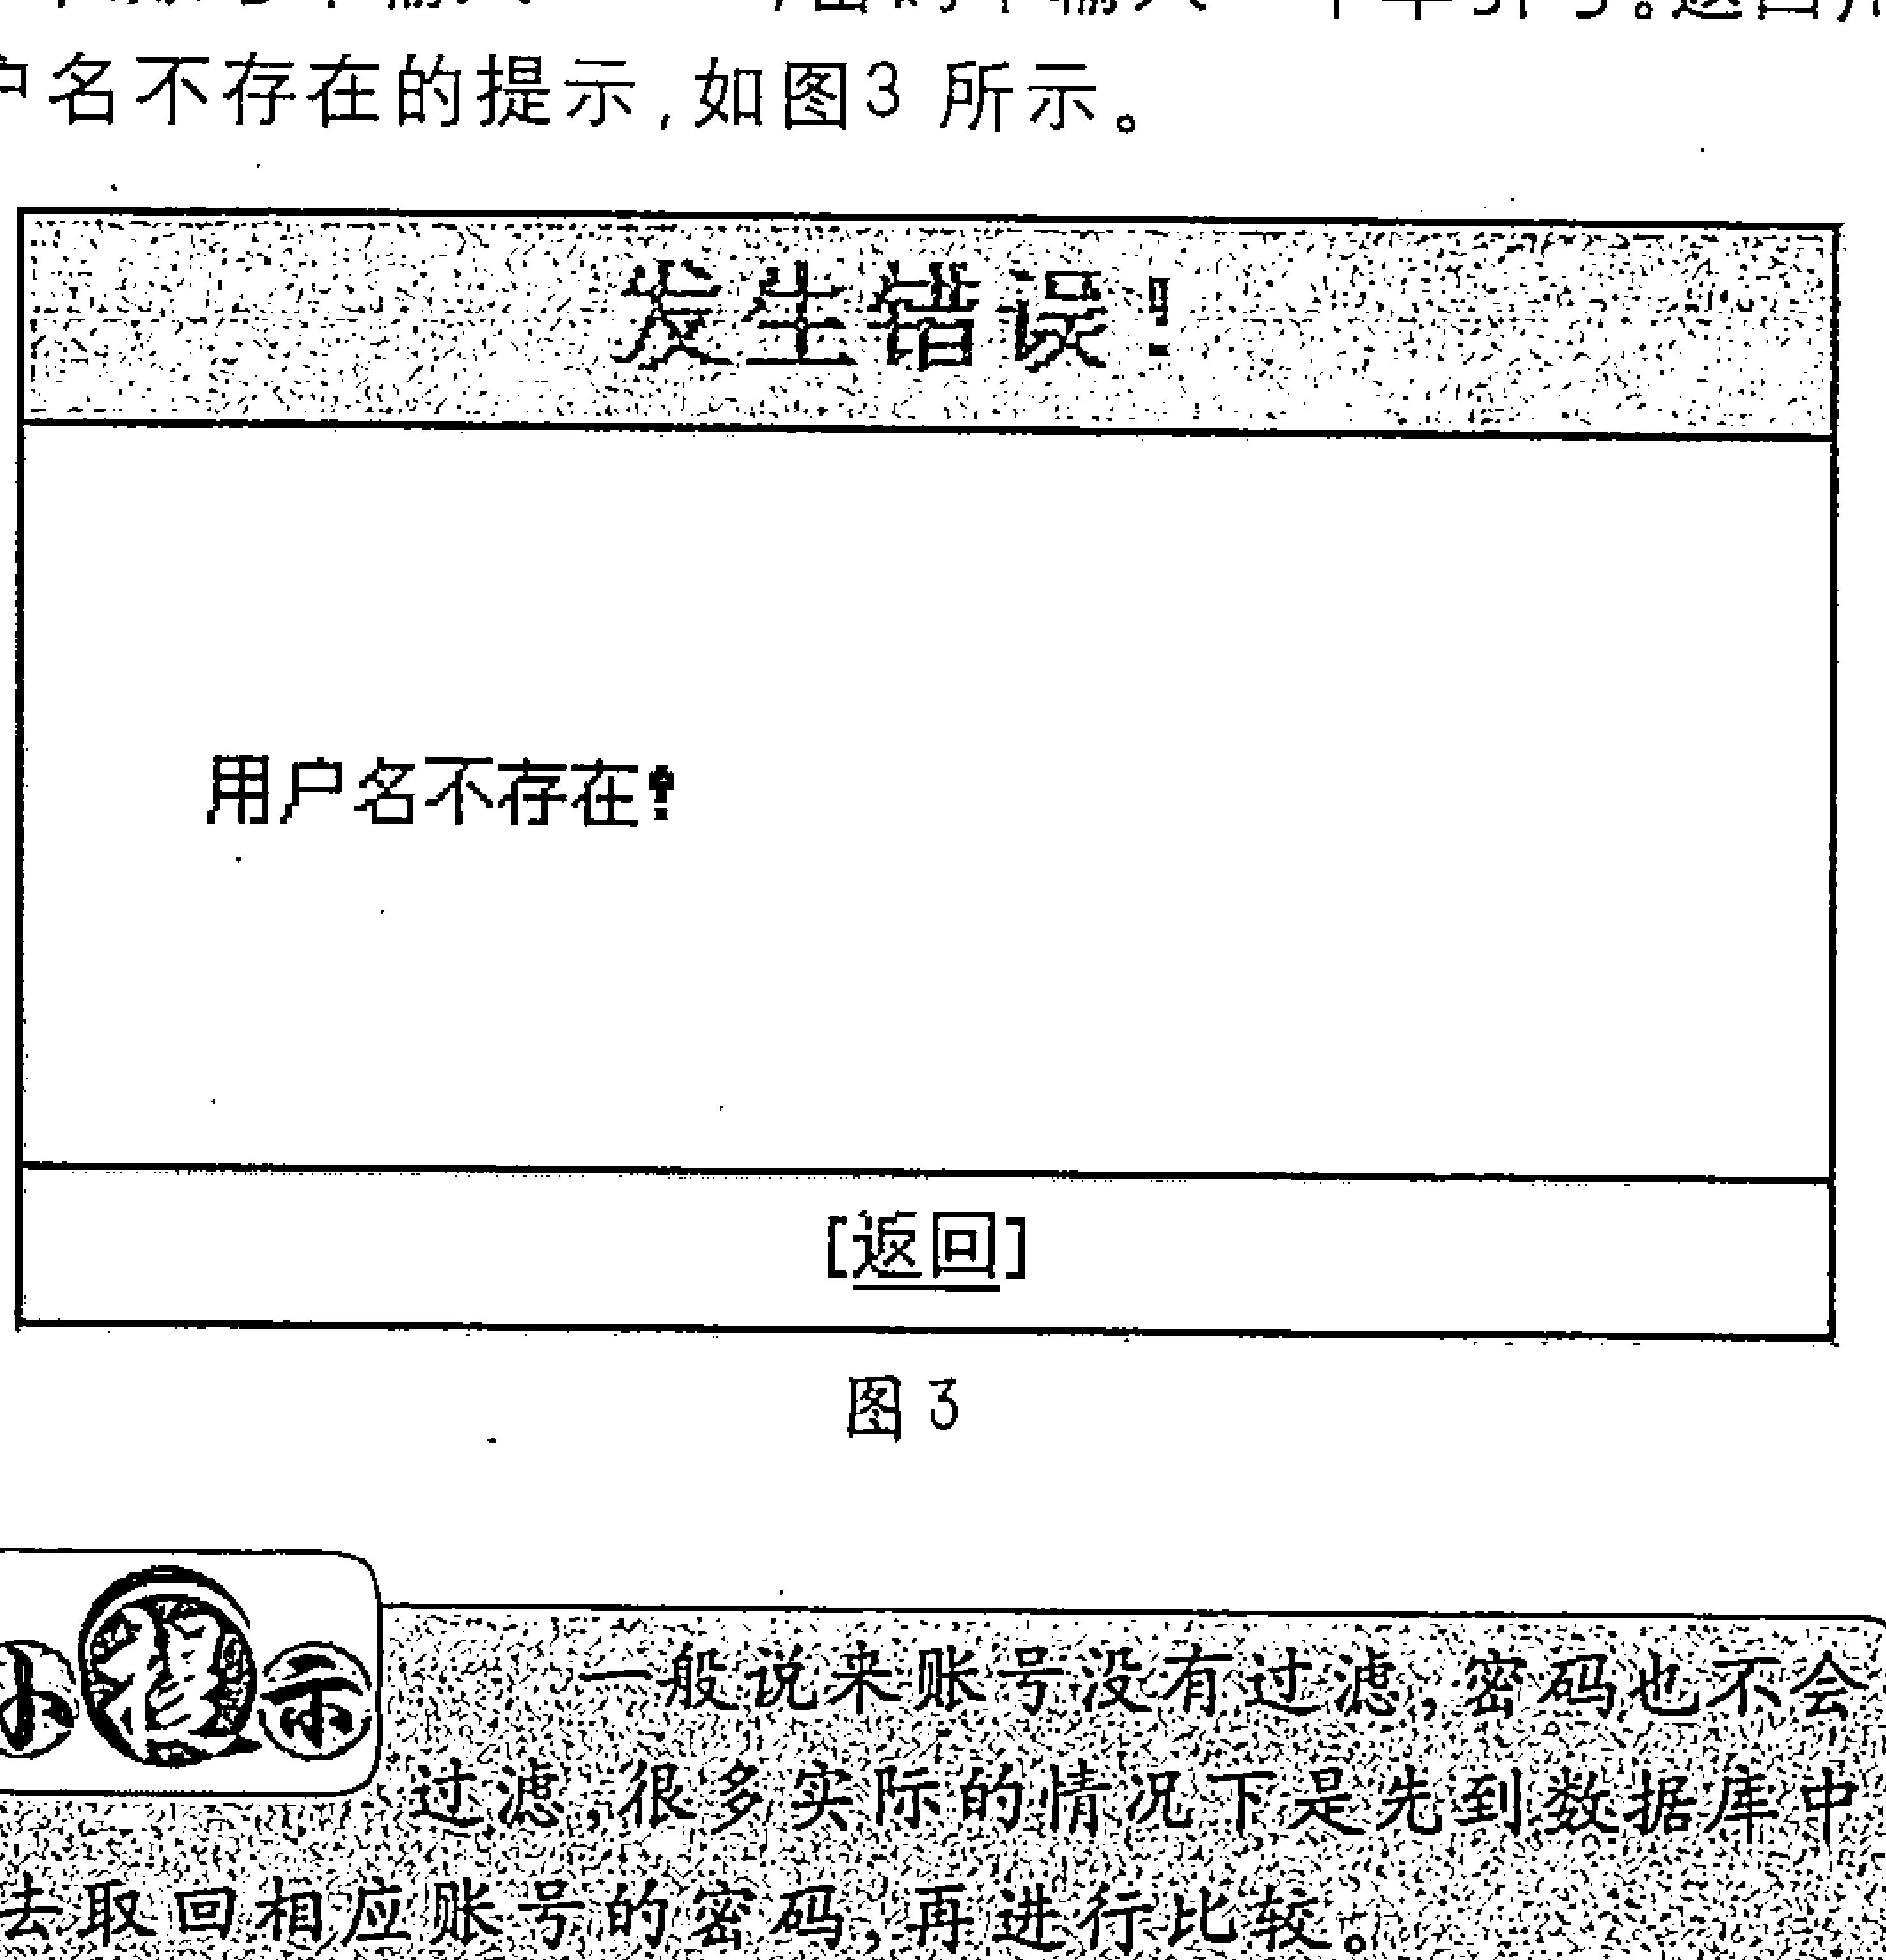 户名不存在的提示,如图3 所示。
发生错误!
用户名不存在!
[返回]
图 3
小提示
一般说来账号没有过滤,密码也不会
过滤,很多实际的情况下是先到数据库中
去取回相应账号的密码,再进行比较。